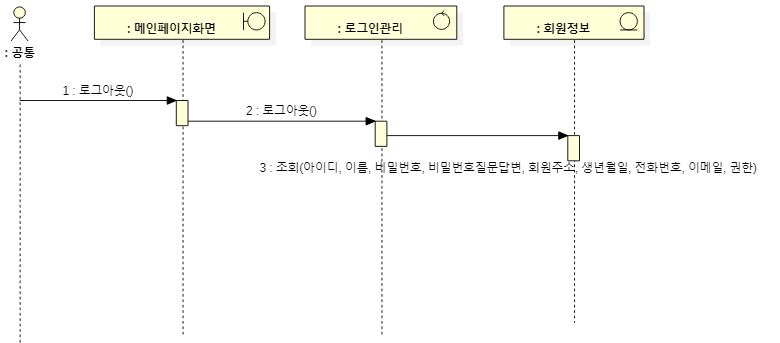 : 공통
: 메인페이지화면
: 로그인관리
: 회원정보
1 : 로그아웃()
2 : 로그아웃()
3 : 조회(아이디, 이름, 비밀번호, 비밀번호질문답변, 회원주소, 생년월일, 전화번호, 이메일, 권한)